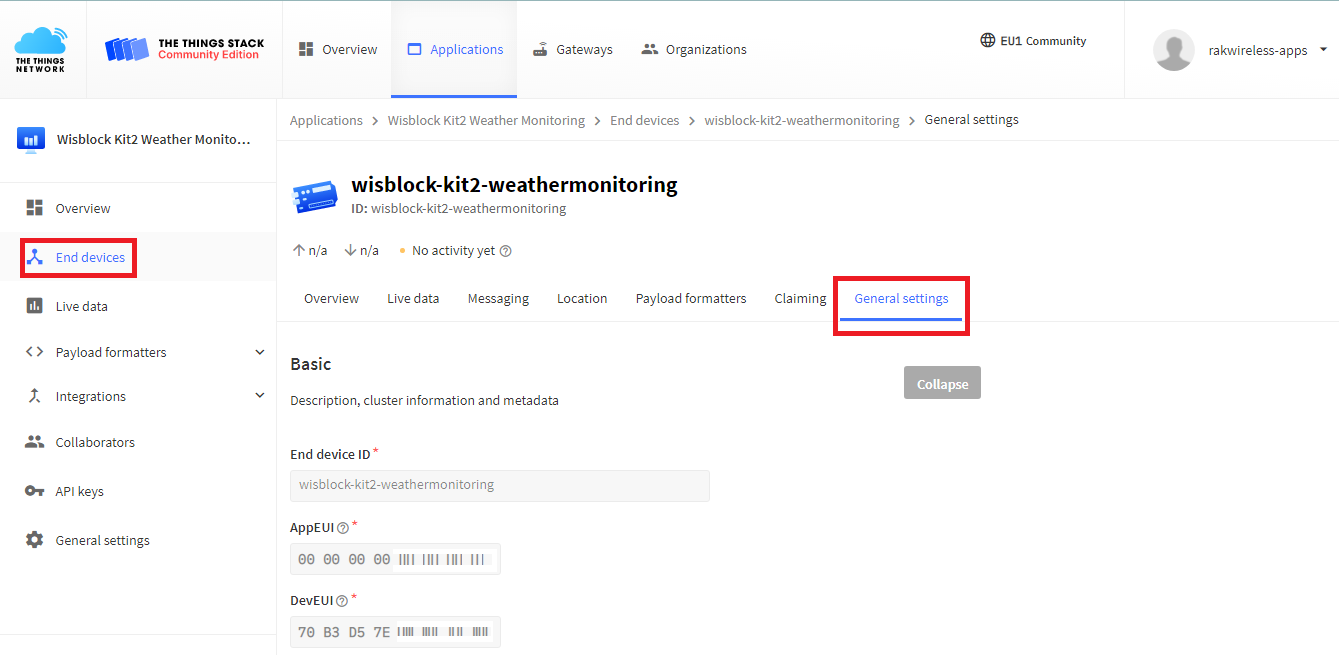 THE THINGS NETWORK
THE THINGS STACK
Community Edition
Overview
Applications
Gateways
Organizations
EU1 Community
rakwireless-apps
Wisblock Kit2 Weather Monito...
Overview
End devices
Live data
Payload formatters
Integrations
Collaborators
API keys
General settings
Applications > Wisblock Kit2 Weather Monitoring > End devices > wisblock-kit2-weathermonitoring > General settings
wisblock-kit2-weathermonitoring
ID: wisblock-kit2-weathermonitoring
n/a n/a No activity yet
Overview Live data Messaging Location Payload formatters Claiming General settings
Basic
Collapse
Description, cluster information and metadata
End device ID *
wisblock-kit2-weathermonitoring
AppEUI *
00 00 00 00
DevEUI *
70 B3 D5 7E